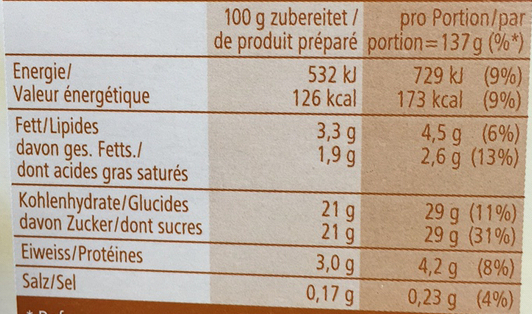 100 g zubereitet / pro Portion/par
de produit préparé portion=137 g (%*)
Energie/ 532 kJ 729 kJ (9%)
Valeur énergétique 126 kcal 173 kcal (9%)
Fett/Lipides 3,3 g 4,5 g (6%)
davon ges. Fetts./ 1,9 g 2,6 g (13%)
dont acides gras saturés
Kohlenhydrate/Glucides 21 g 29 g (11%)
davon Zucker/dont sucres 21 g 29 g (31%)
Eiweiss/Protéines 3,0 g 4,2 g (8%)
Salz/Sel 0,17 g 0,23 g (4%)